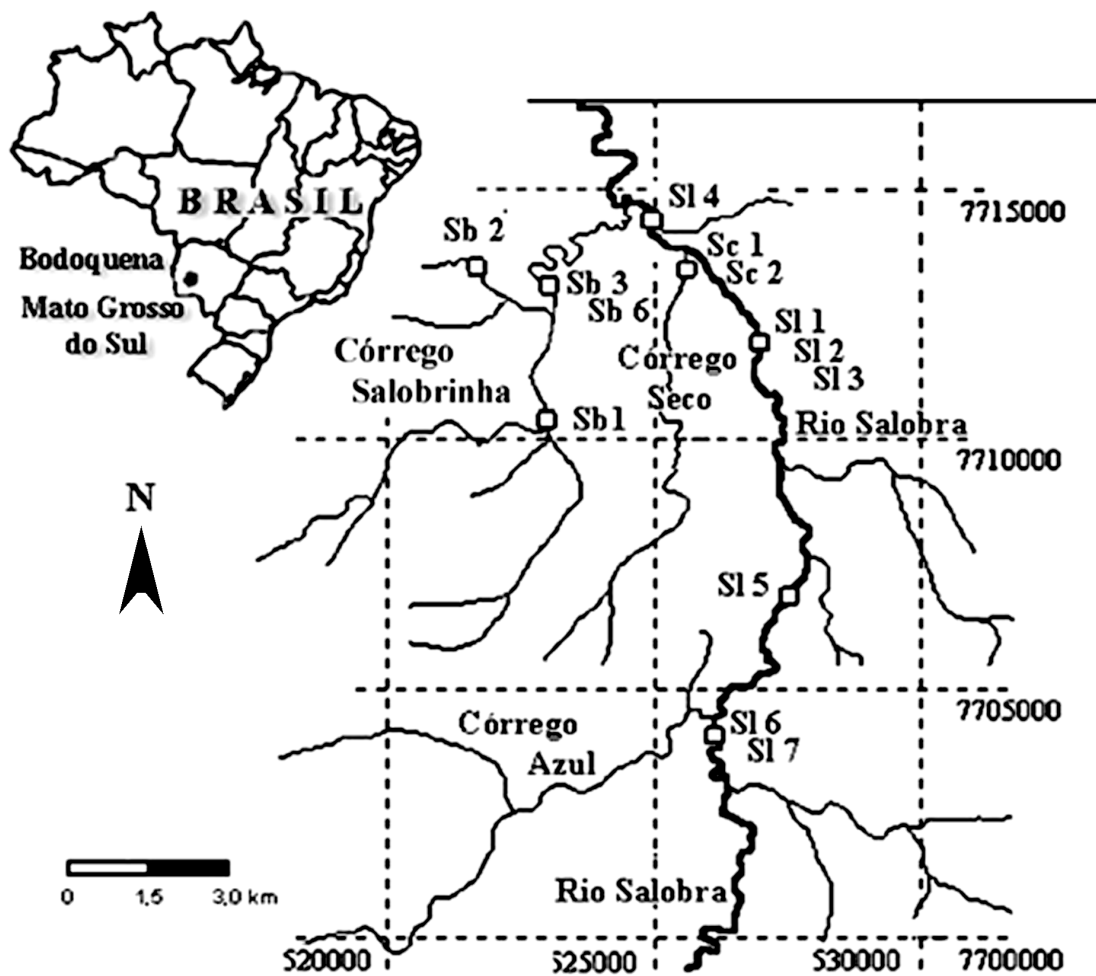 BRASIL
Bodoquena
Mato Grosso
do Sul
Sl 4
7715000
Sb 2
Sc 1
Sc 2
Sb 3
Sb 6
Sl 1
Sl 2
Sl 3
Córrego
Salobrinha
Córrego
Seco
Sb1
Rio Salobra
7710000
N
Sl 5
7705000
Córrego
Azul
Sl 6
Sl 7
0 1,5 3,0 km
Rio Salobra
520000 525000 530000 7700000